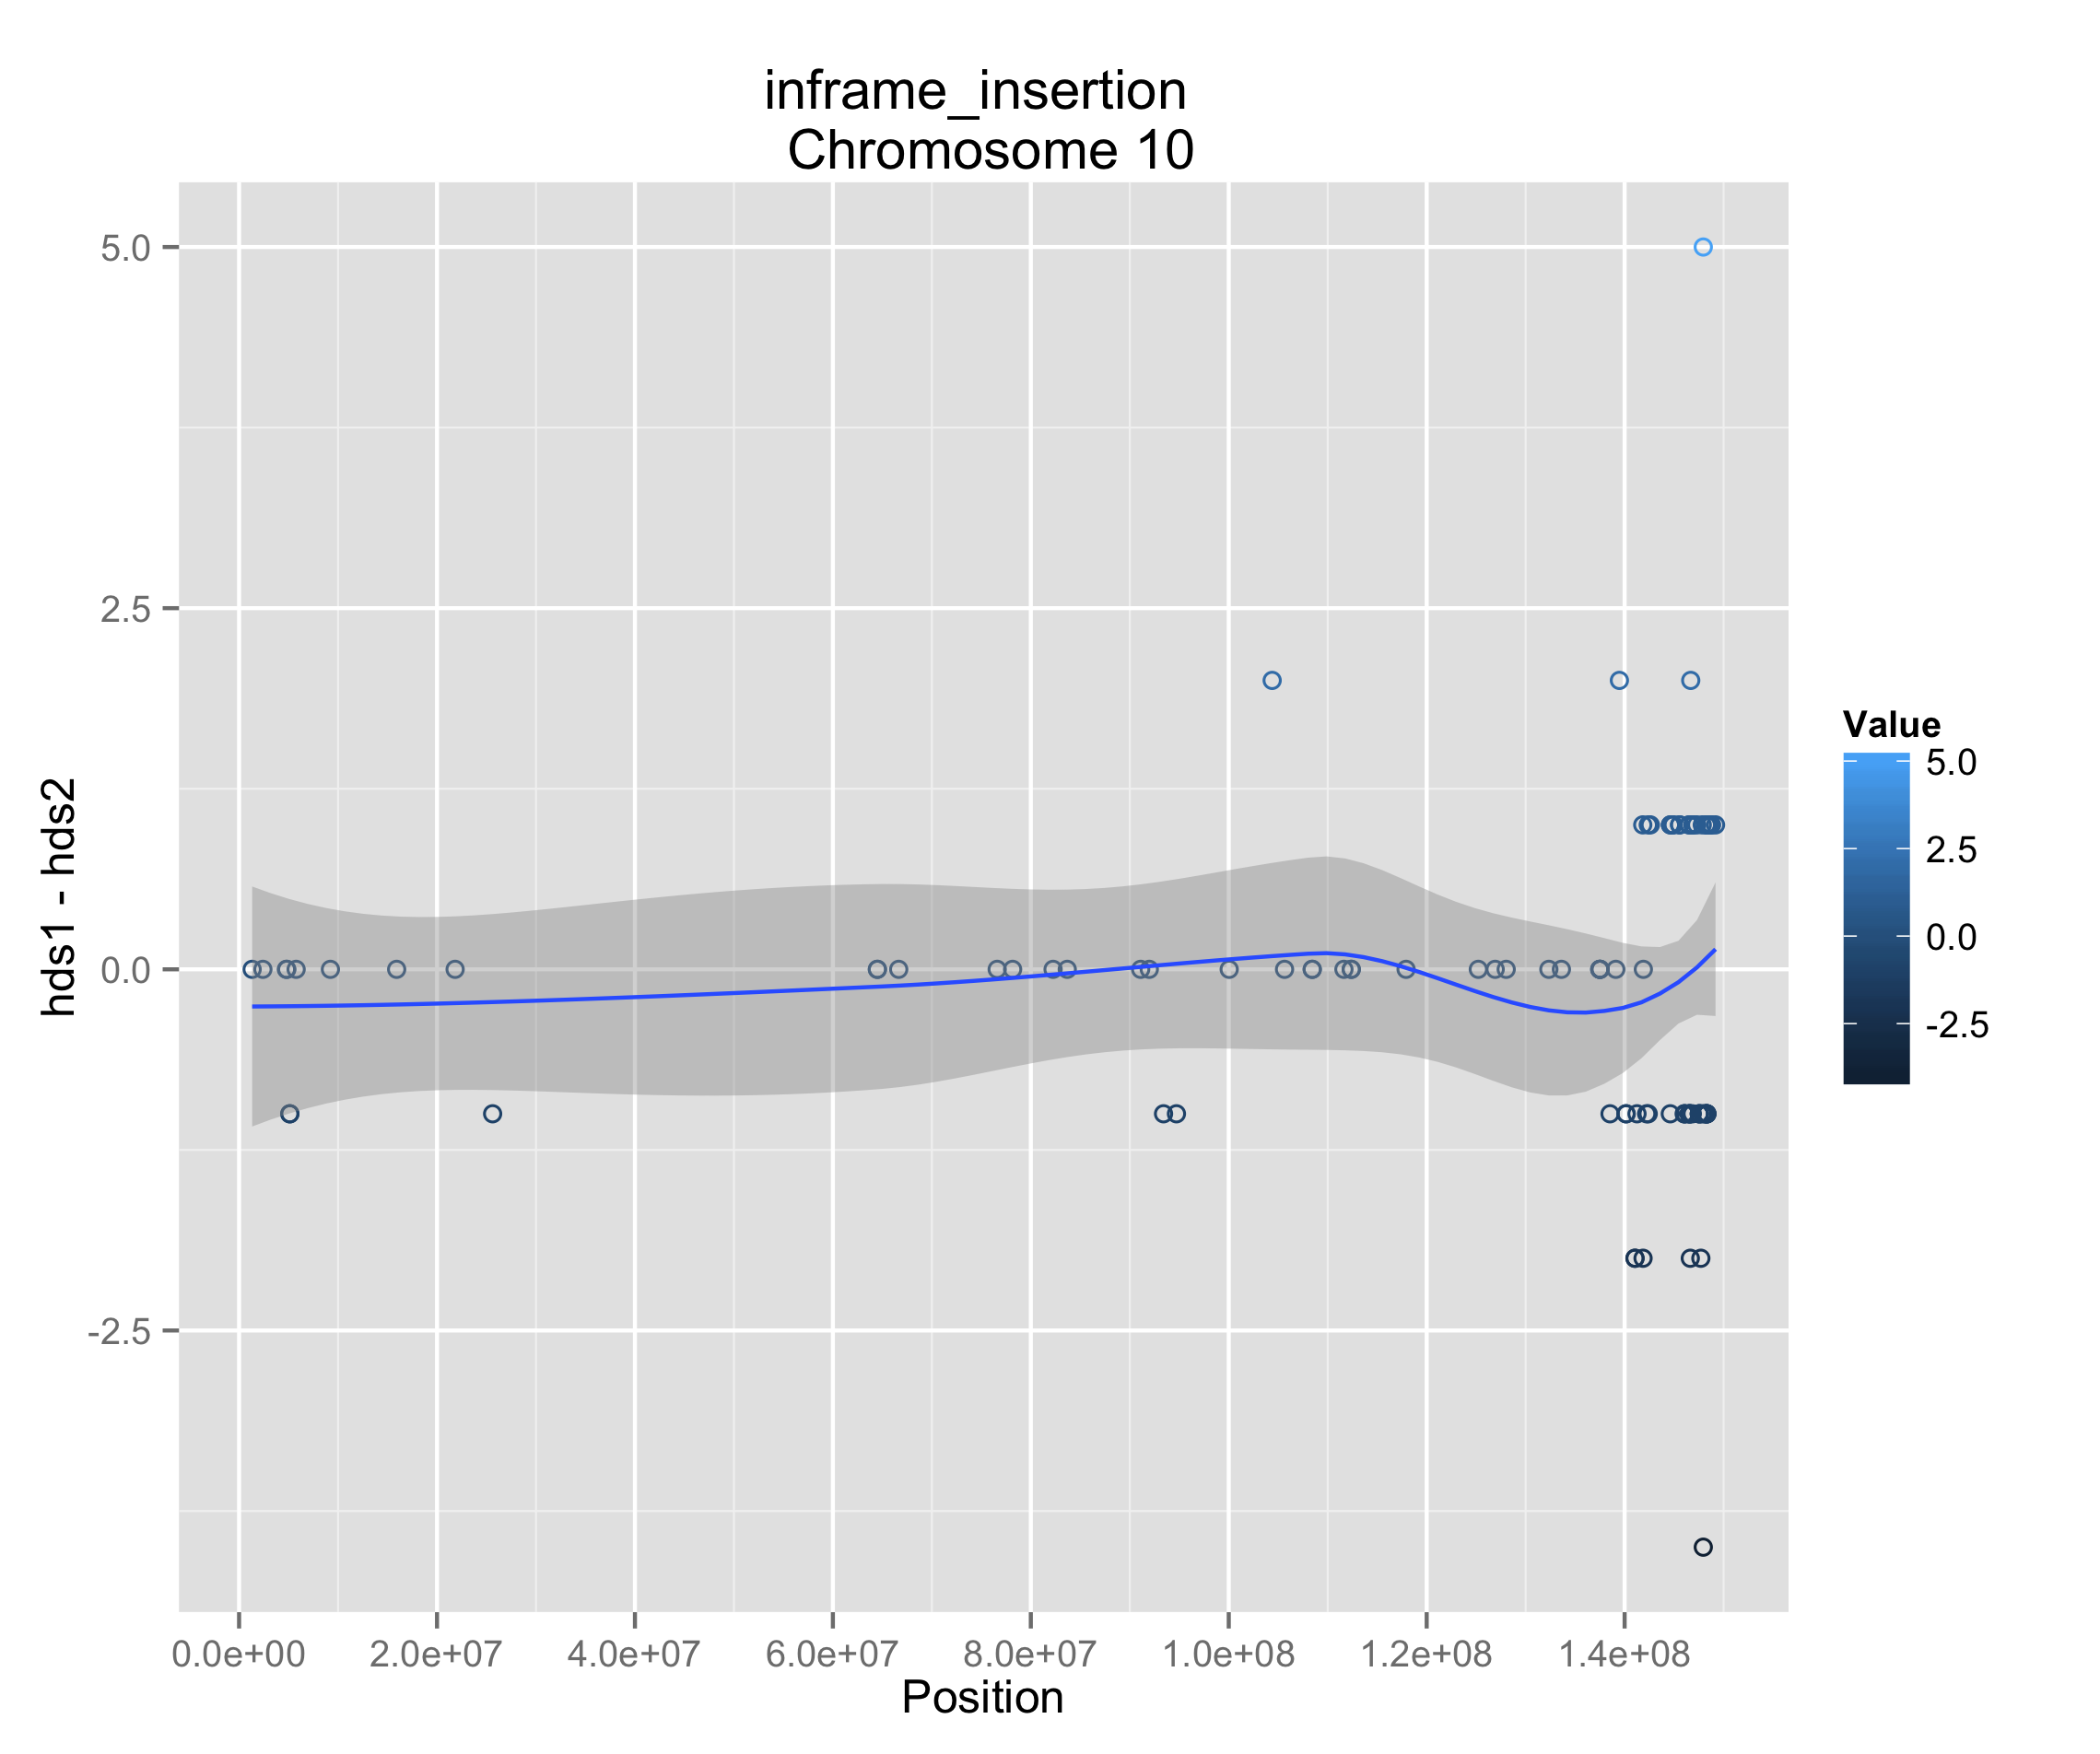 inframe_insertion
Chromosome 10
5.0
2.5
0.0
-2.5
hds1 - hds2
0.0e+00 2.0e+07 4.0e+07 6.0e+07 8.0e+07 1.0e+08 1.2e+08 1.4e+08
Position
Value
5.0
2.5
0.0
-2.5